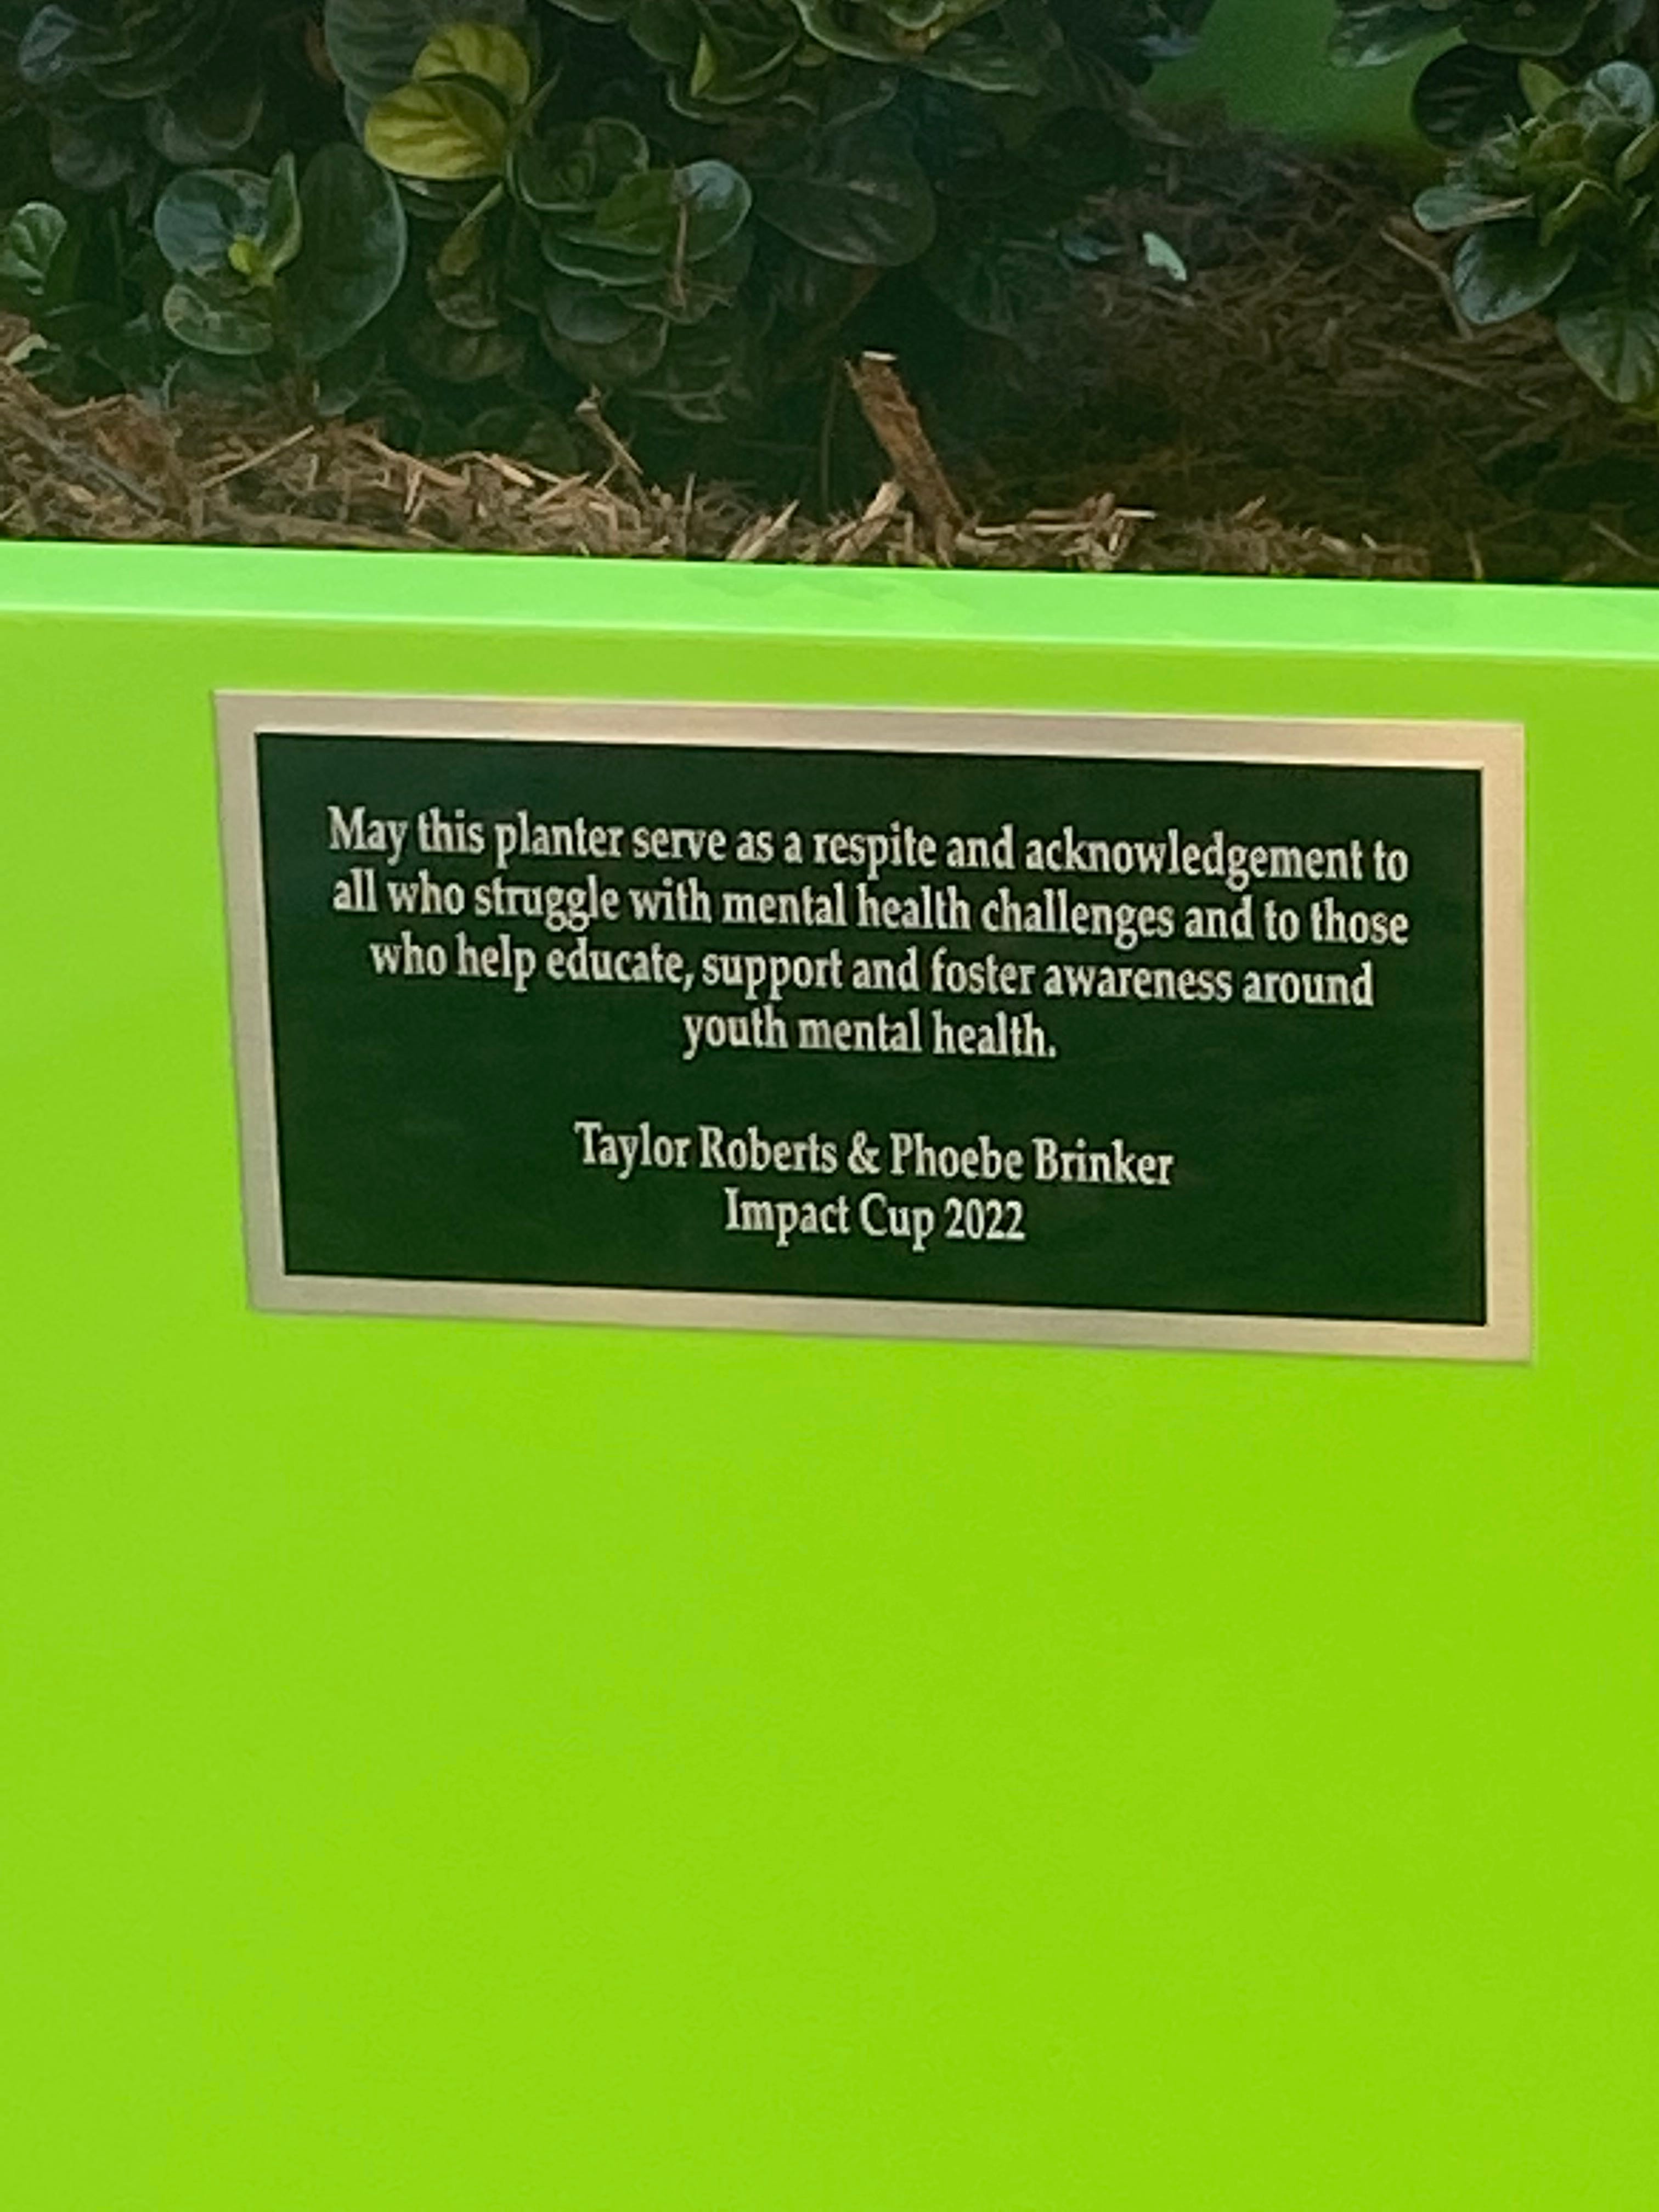 May this planter serve as a respite and acknowledgement to
all who struggle with mental health challenges and to those
who help educate, support and foster awareness around
youth mental health.
Taylor Roberts & Phoebe Brinker
Impact Cup 2022